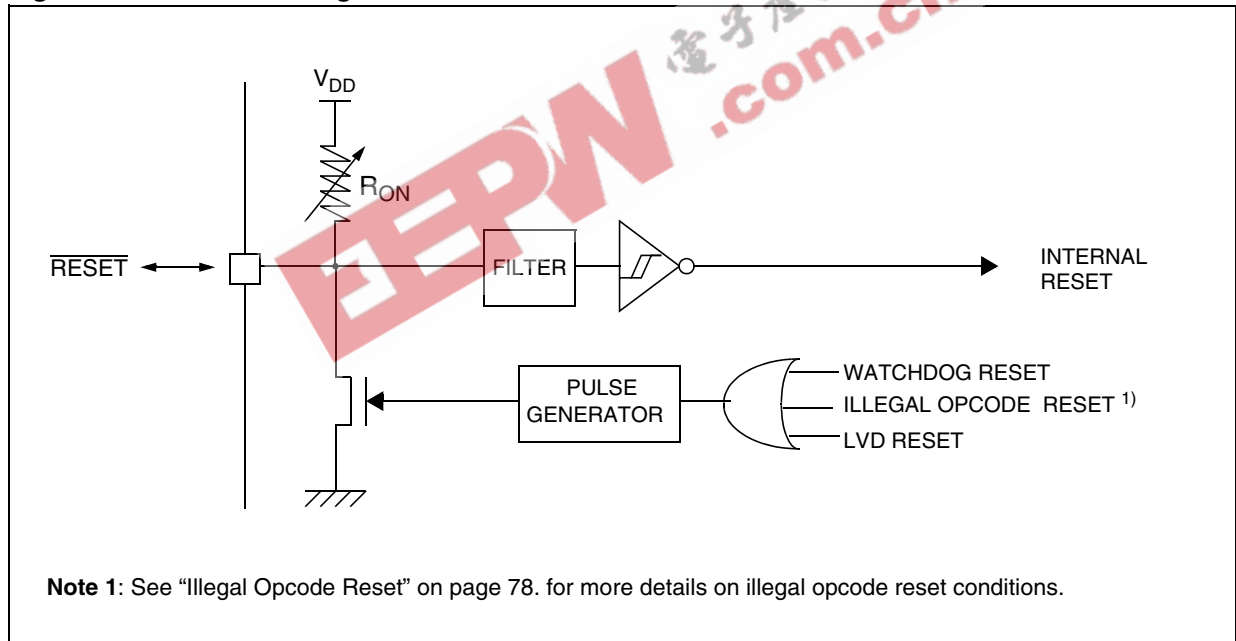 V_DD
R_ON
EEPW
.com.cn
RESET
FILTER
INTERNAL
RESET
PULSE
GENERATOR
WATCHDOG RESET
ILLEGAL OPCODE RESET 1)
LVD RESET
Note 1: See “Illegal Opcode Reset” on page 78. for more details on illegal opcode reset conditions.